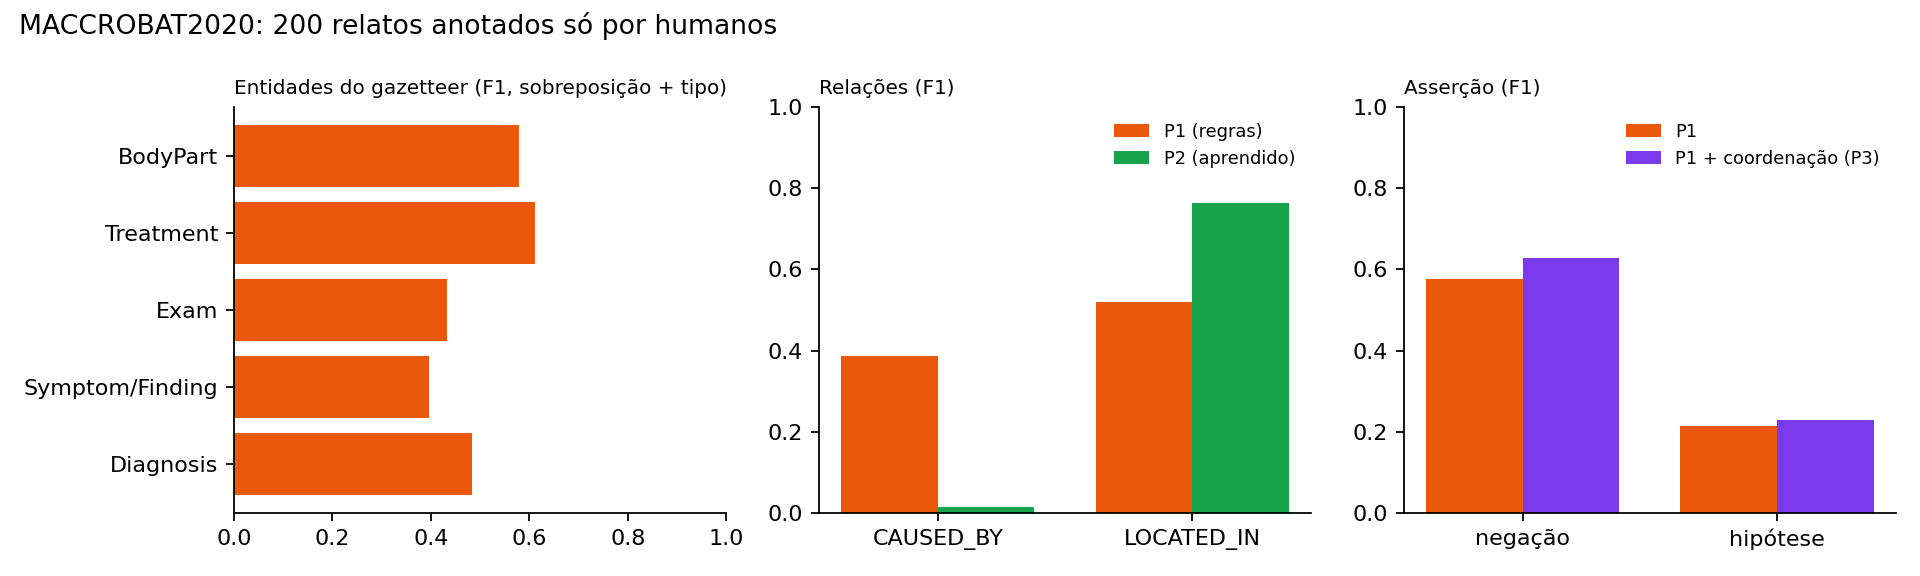 MACCROBAT2020: 200 relatos anotados só por humanos
Entidades do gazetteer (F1, sobreposição + tipo)
BodyPart
Treatment
Exam
Symptom/Finding
Diagnosis
0.0 0.2 0.4 0.6 0.8 1.0
Relações (F1)
P1 (regras)
P2 (aprendido)
1.0
0.8
0.6
0.4
0.2
0.0
CAUSED_BY LOCATED_IN
Asserção (F1)
P1
P1 + coordenação (P3)
1.0
0.8
0.6
0.4
0.2
0.0
negação hipótese